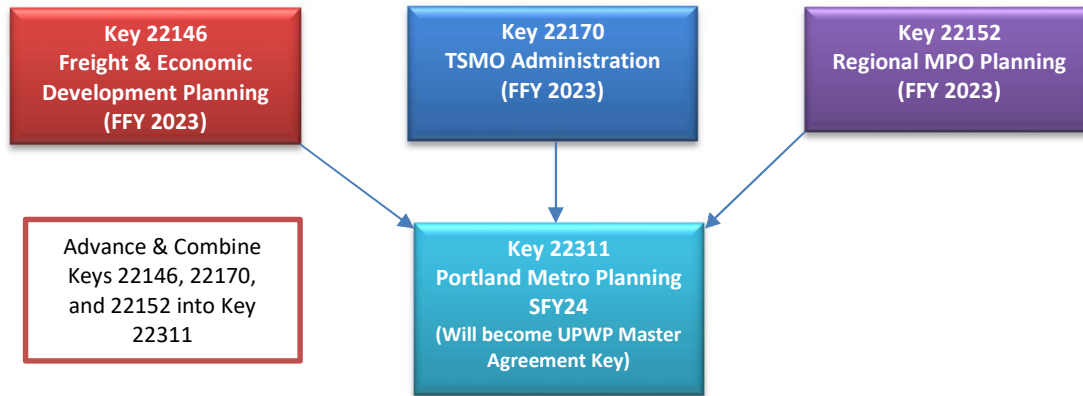 Key 22146
Freight & Economic
Development Planning
(FFY 2023)
Key 22170
TSMO Administration
(FFY 2023)
Key 22152
Regional MPO Planning
(FFY 2023)
Advance & Combine
Keys 22146, 22170,
and 22152 into Key
22311
Key 22311
Portland Metro Planning
SFY24
(Will become UPWP Master
Agreement Key)